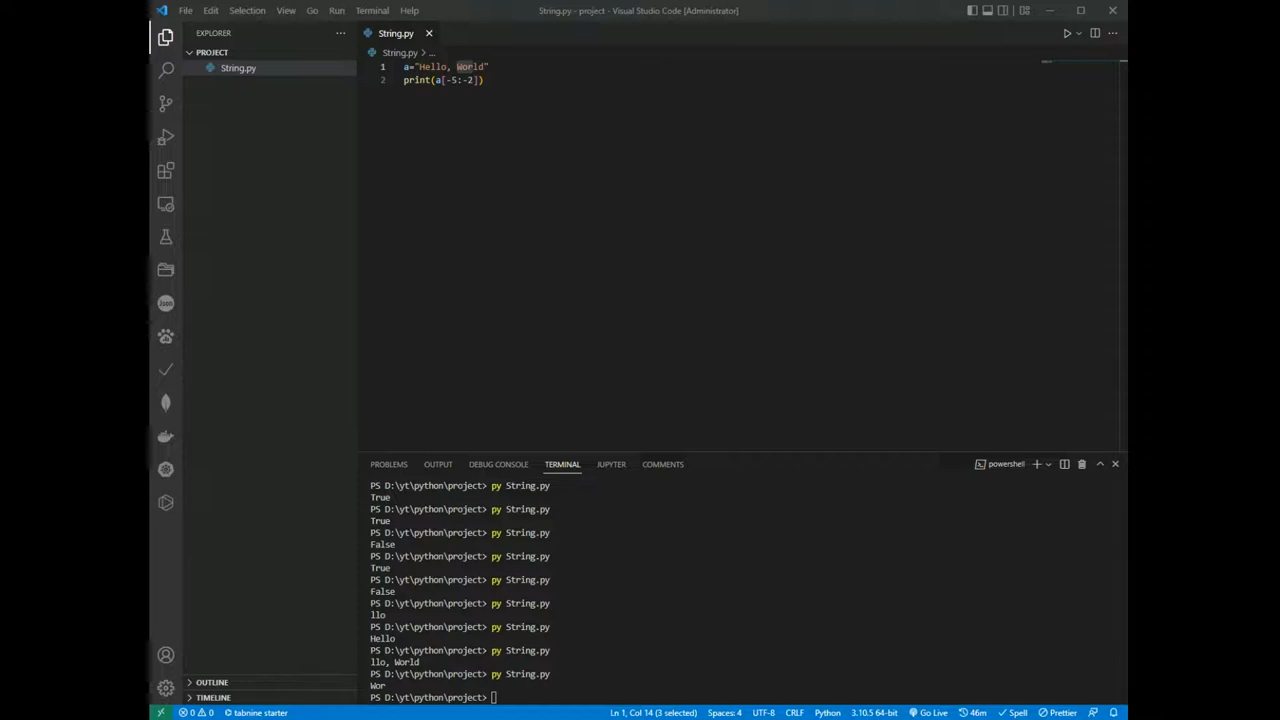 File Edit Selection View Go Run Terminal Help String.py - project - Visual Studio Code [Administrator]
EXPLORER
PROJECT
String.py
String.py
String.py > ...
1 a="Hello, World"
2 print(a[-5:-2])
Json
PROBLEMS OUTPUT DEBUG CONSOLE TERMINAL JUPYTER COMMENTS powershell
PS D:\yt\python\project> py String.py
True
PS D:\yt\python\project> py String.py
True
PS D:\yt\python\project> py String.py
False
PS D:\yt\python\project> py String.py
True
PS D:\yt\python\project> py String.py
False
PS D:\yt\python\project> py String.py
llo
PS D:\yt\python\project> py String.py
Hello
PS D:\yt\python\project> py String.py
llo, World
PS D:\yt\python\project> py String.py
Wor
PS D:\yt\python\project>
OUTLINE
TIMELINE
0 0 tabnine starter Ln 1, Col 14 (3 selected) Spaces: 4 UTF-8 CRLF Python 3.10.5 64-bit Go Live 46m Spell Prettier